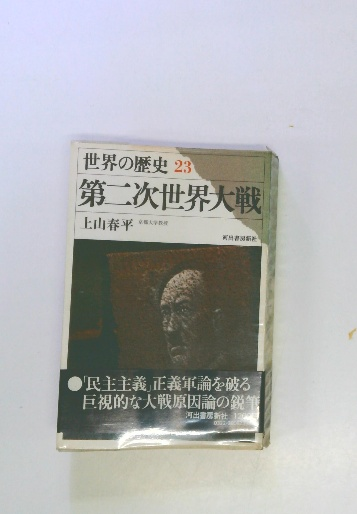 世界の歴史 23
第二次世界大戦
上山春平
河出書房新社
●「民主主義」正義軍論を破る
巨視的な大戦原因論の鋭筆
河出書房新社